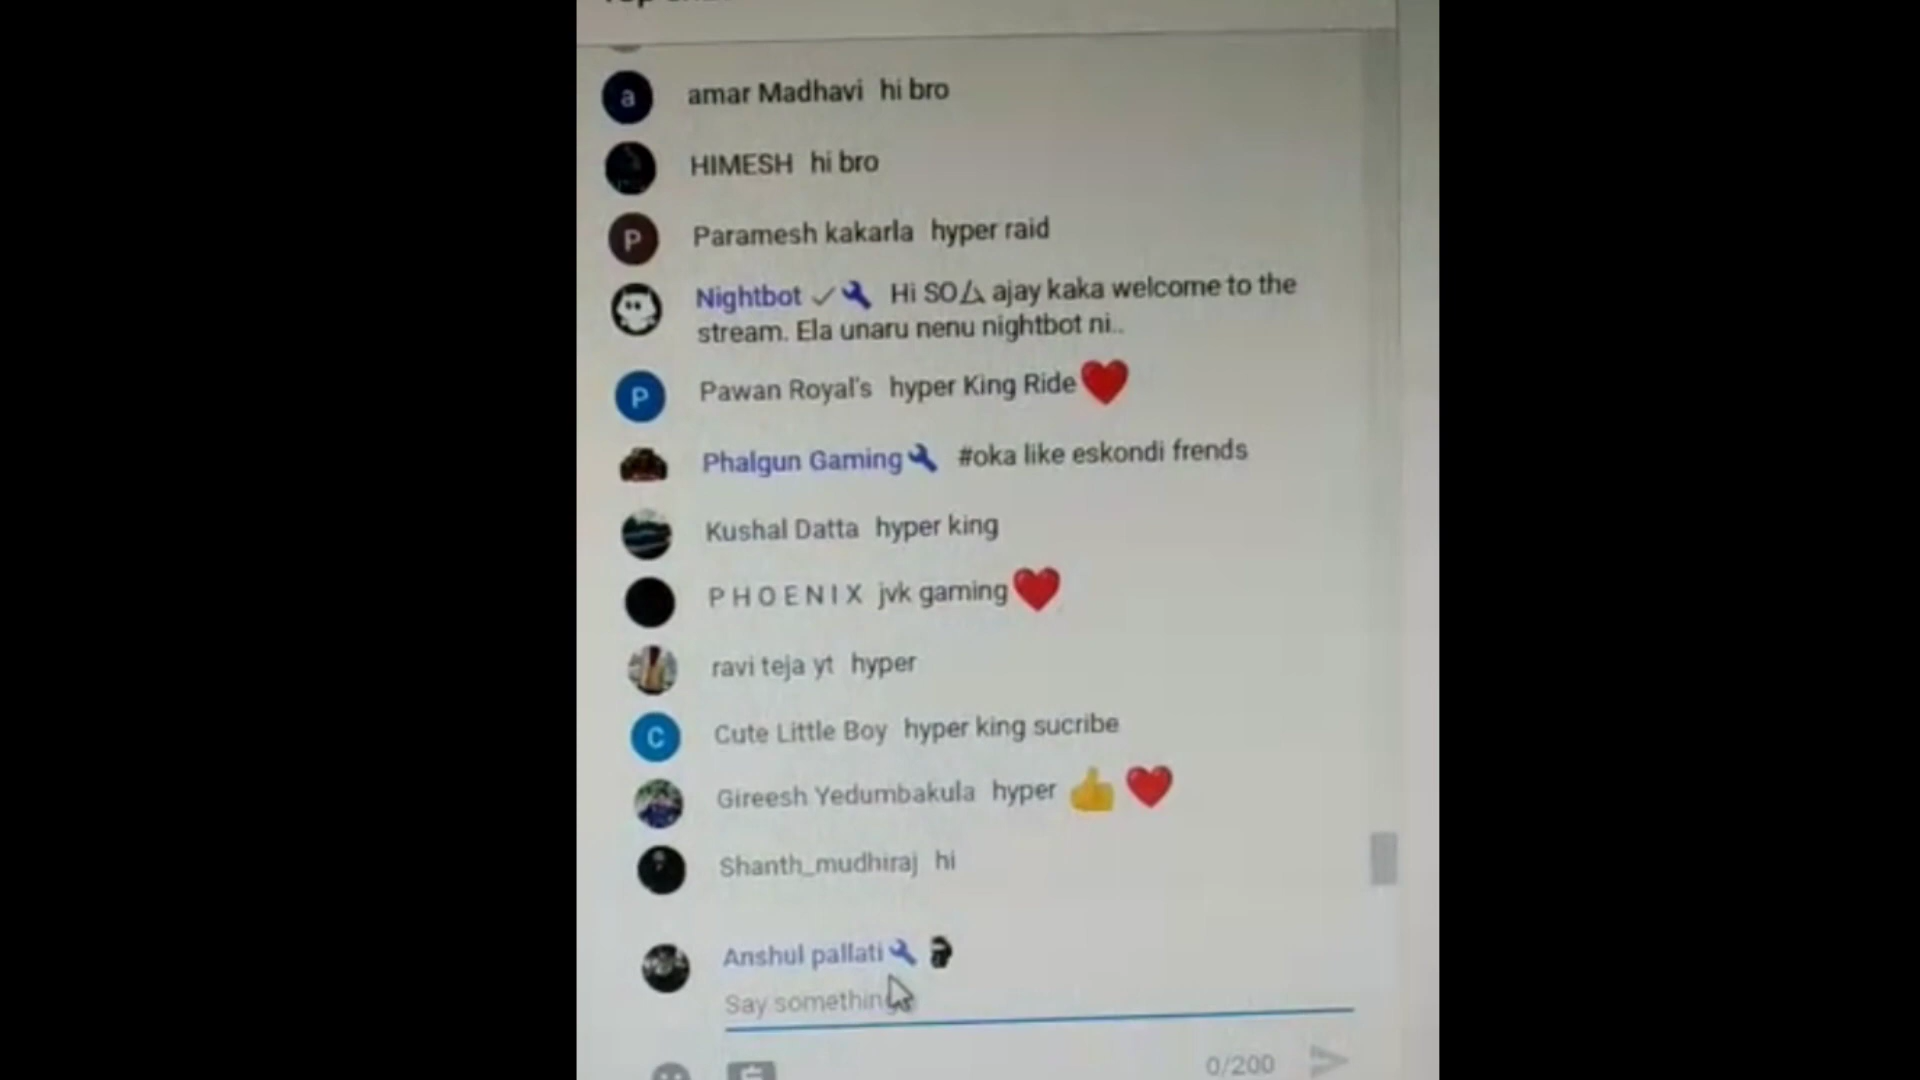 a amar Madhavi hi bro
HIMESH hi bro
P Paramesh kakarla hyper raid
Nightbot Hi SOㄙ ajay kaka welcome to the
stream. Ela unaru nenu nightbot ni..
P Pawan Royal's hyper King Ride❤️
Phalgun Gaming #oka like eskondi frends
Kushal Datta hyper king
P H O E N I X jvk gaming❤️
ravi teja yt hyper
C Cute Little Boy hyper king sucribe
Gireesh Yedumbakula hyper 👍 ❤️
Shanth_mudhiraj hi
Anshul pallati
Say something
0/200